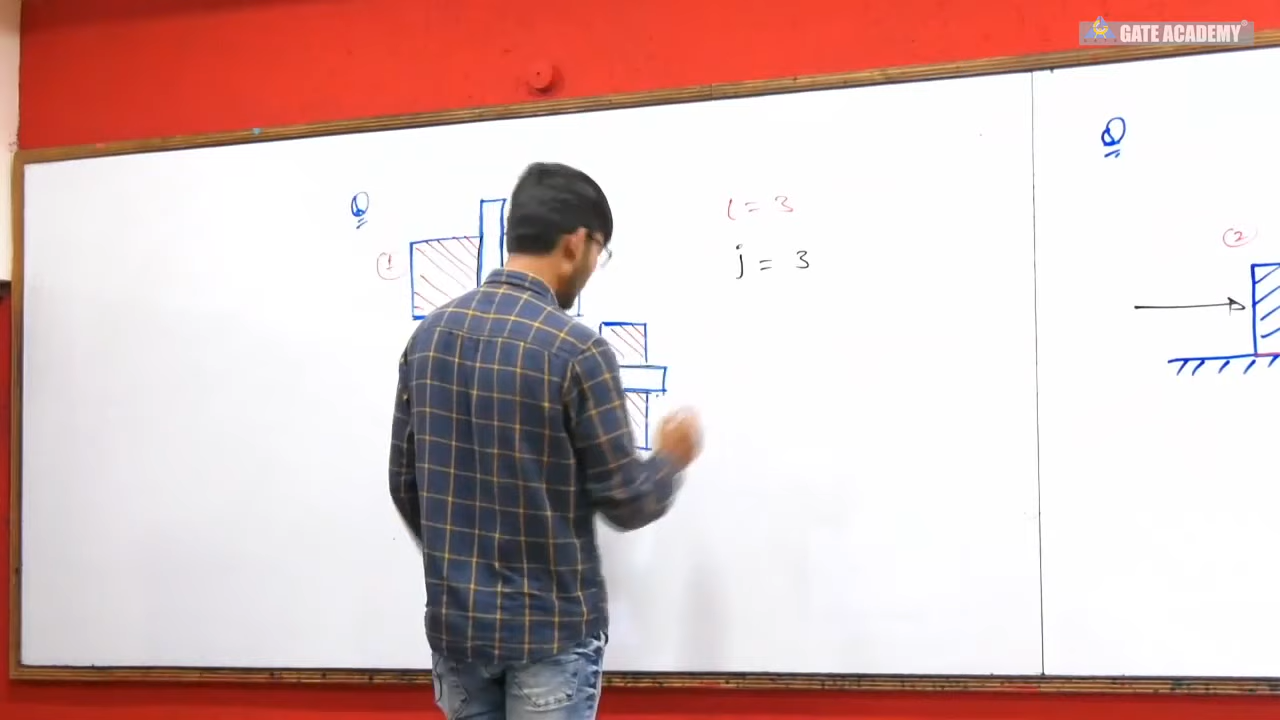 GATE ACADEMY®
Q
Q
l = 3
j = 3
1
2